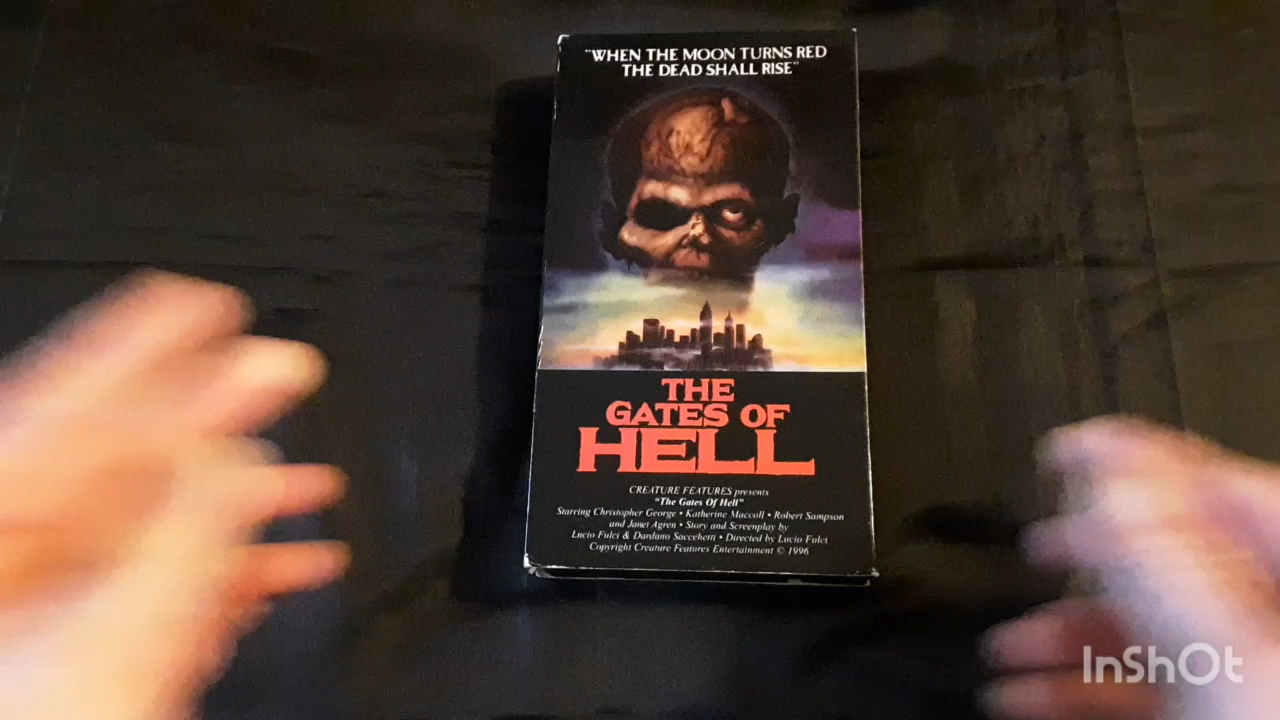 "WHEN THE MOON TURNS RED
THE DEAD SHALL RISE"
THE
GATES OF
HELL
CREATURE FEATURES presents
"The Gates Of Hell"
Starring Christopher George • Katherine Maccoll • Robert Sampson
and Janet Agren • Story and Screenplay by
Lucio Fulci & Dardano Saccehetti • Directed by Lucio Fulci
Copyright Creature Features Entertainment © 1996
InShOt